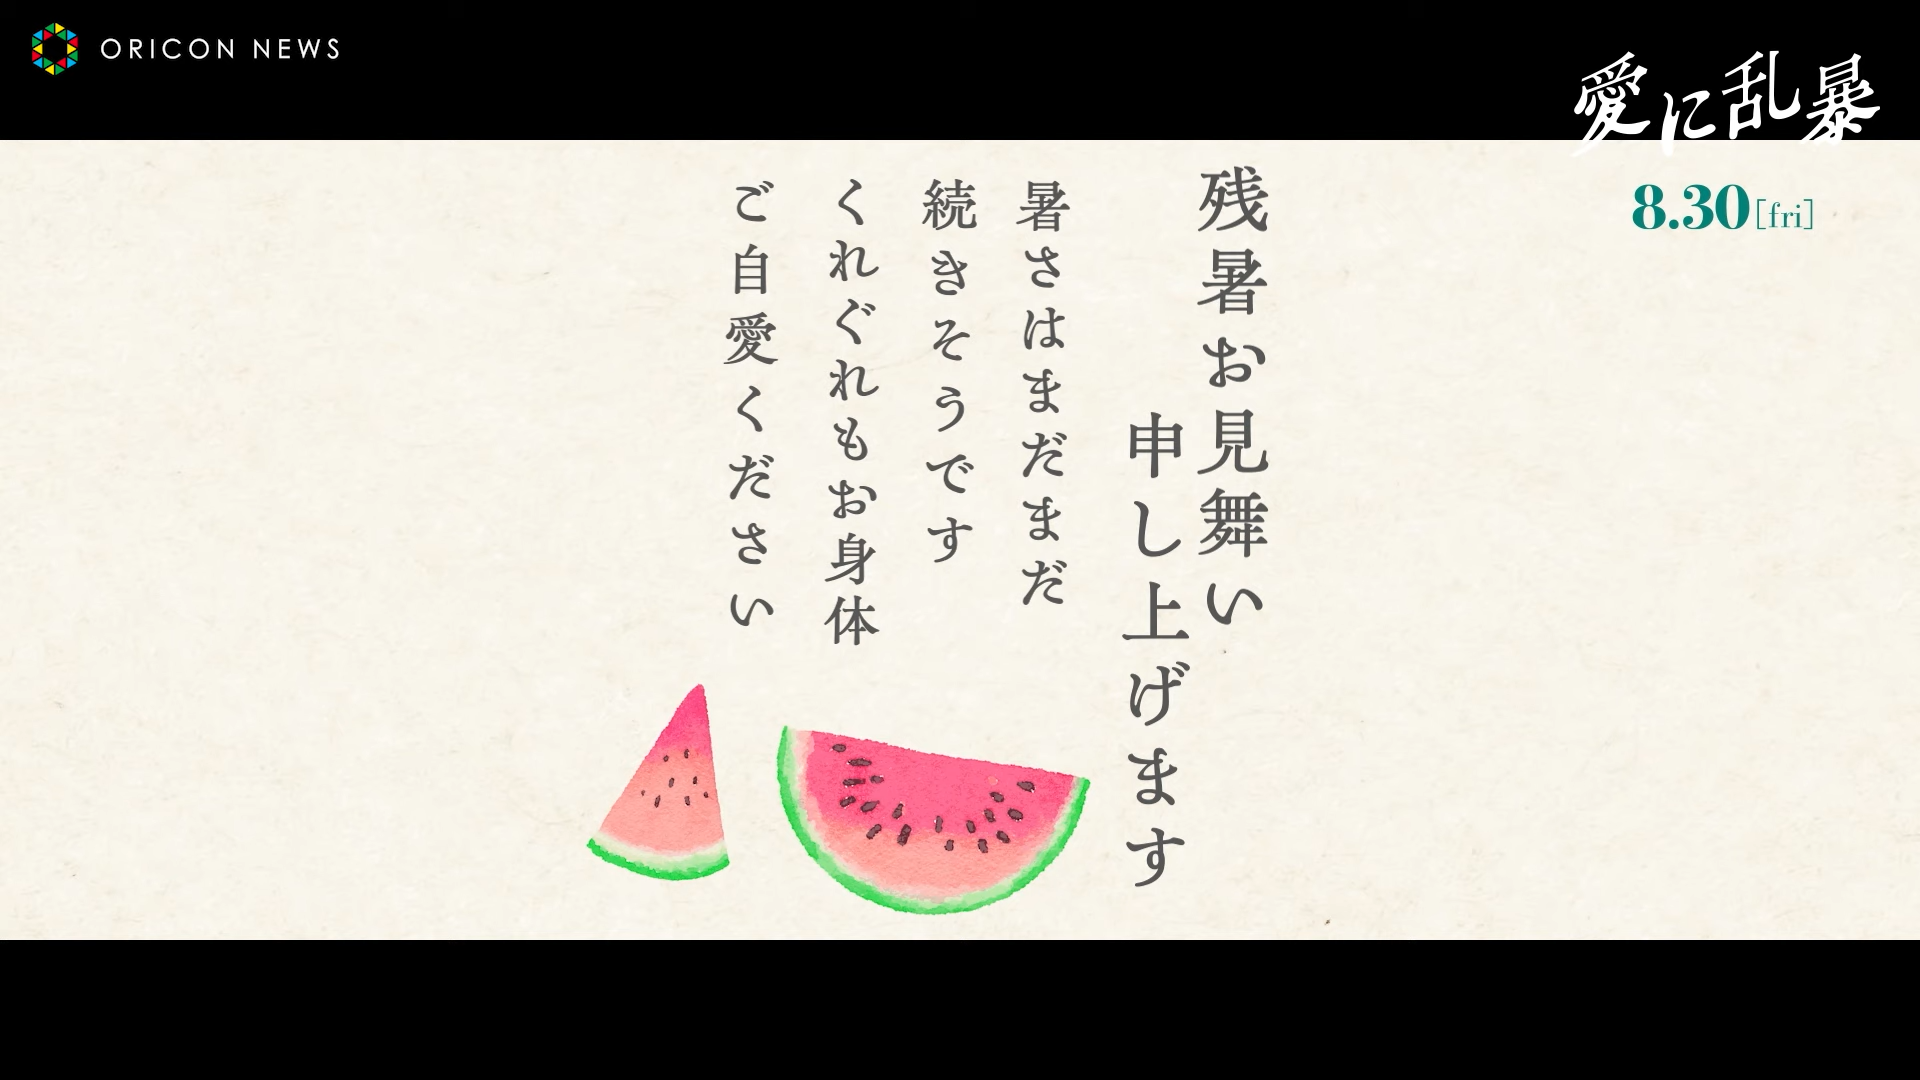 ORICON NEWS
愛に乱暴
8.30[fri]
残暑お見舞い
申し上げます
暑さはまだまだ
続きそうです
くれぐれもお身体
ご自愛ください